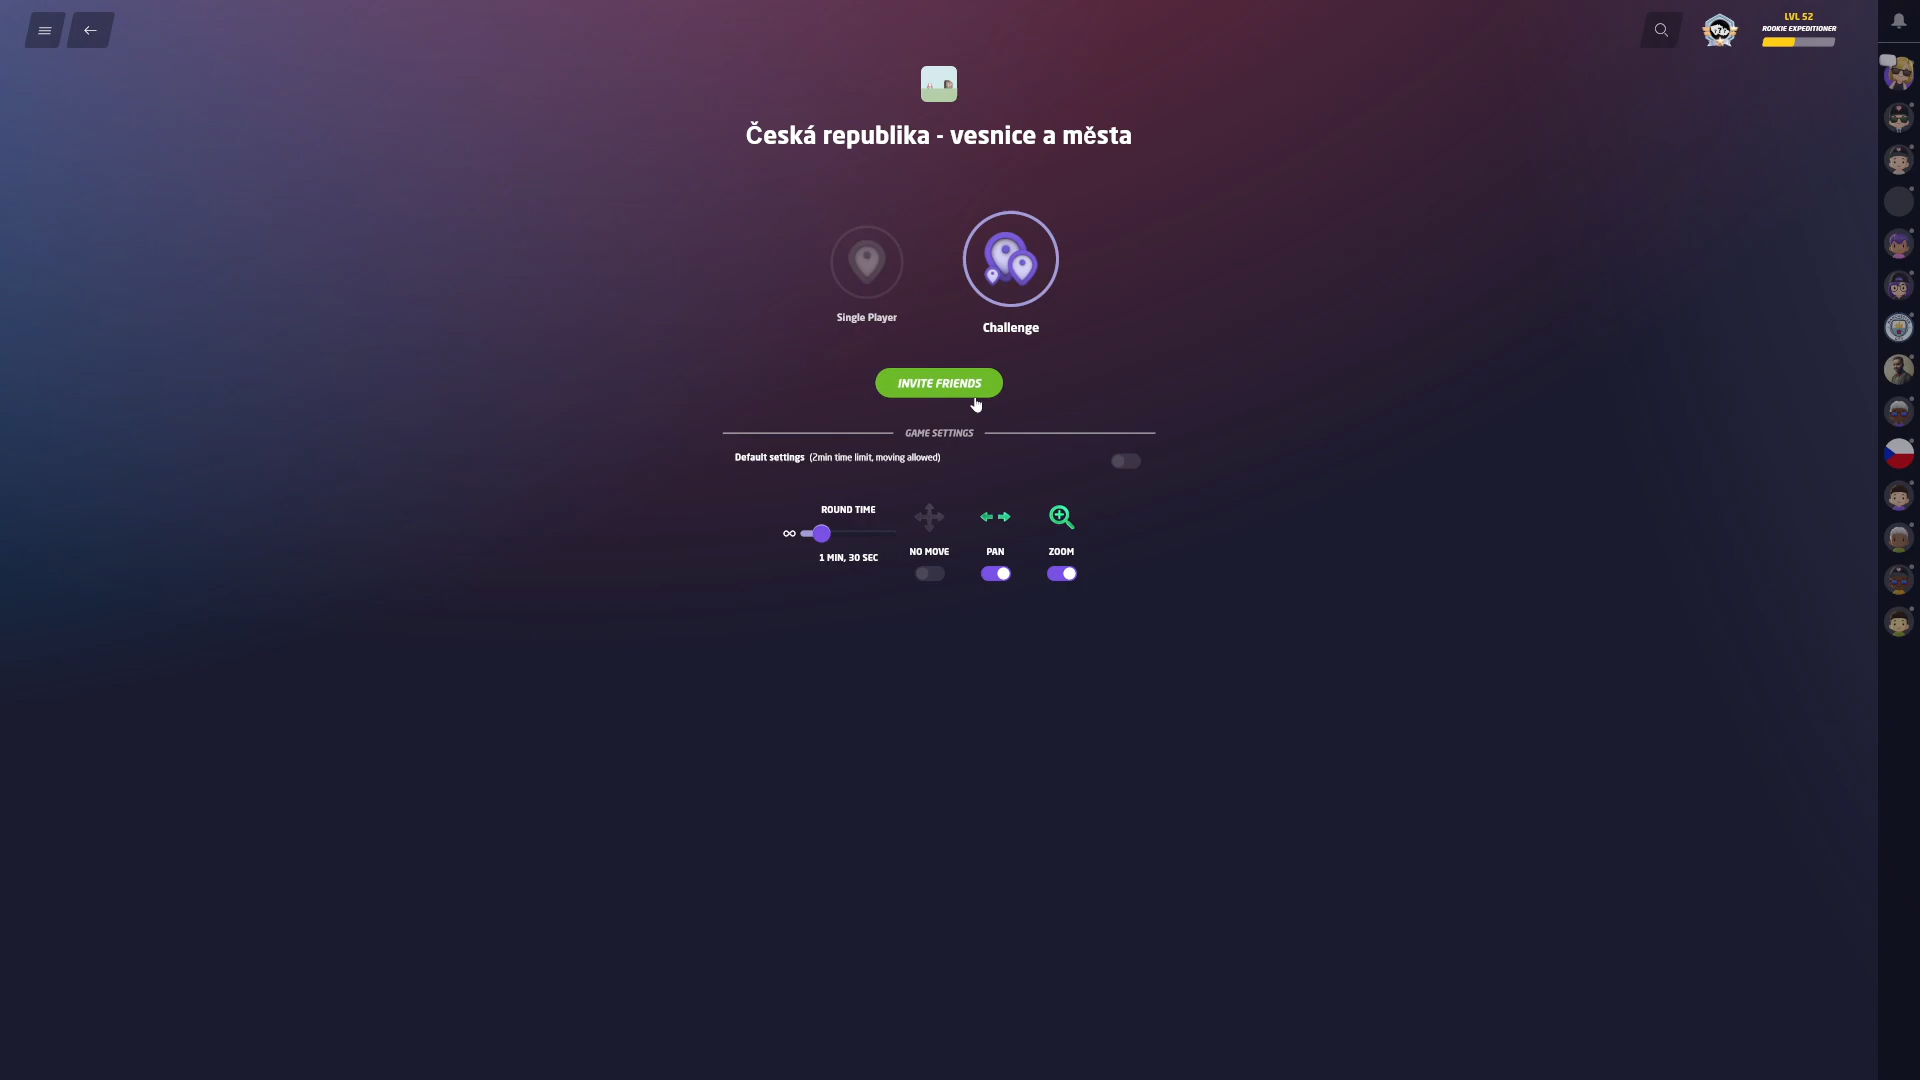 LVL 52
ROOKIE EXPEDITIONER
Česká republika - vesnice a města
Single Player
Challenge
INVITE FRIENDS
GAME SETTINGS
Default settings (2min time limit, moving allowed)
ROUND TIME
∞
1 MIN, 30 SEC
NO MOVE
PAN
ZOOM